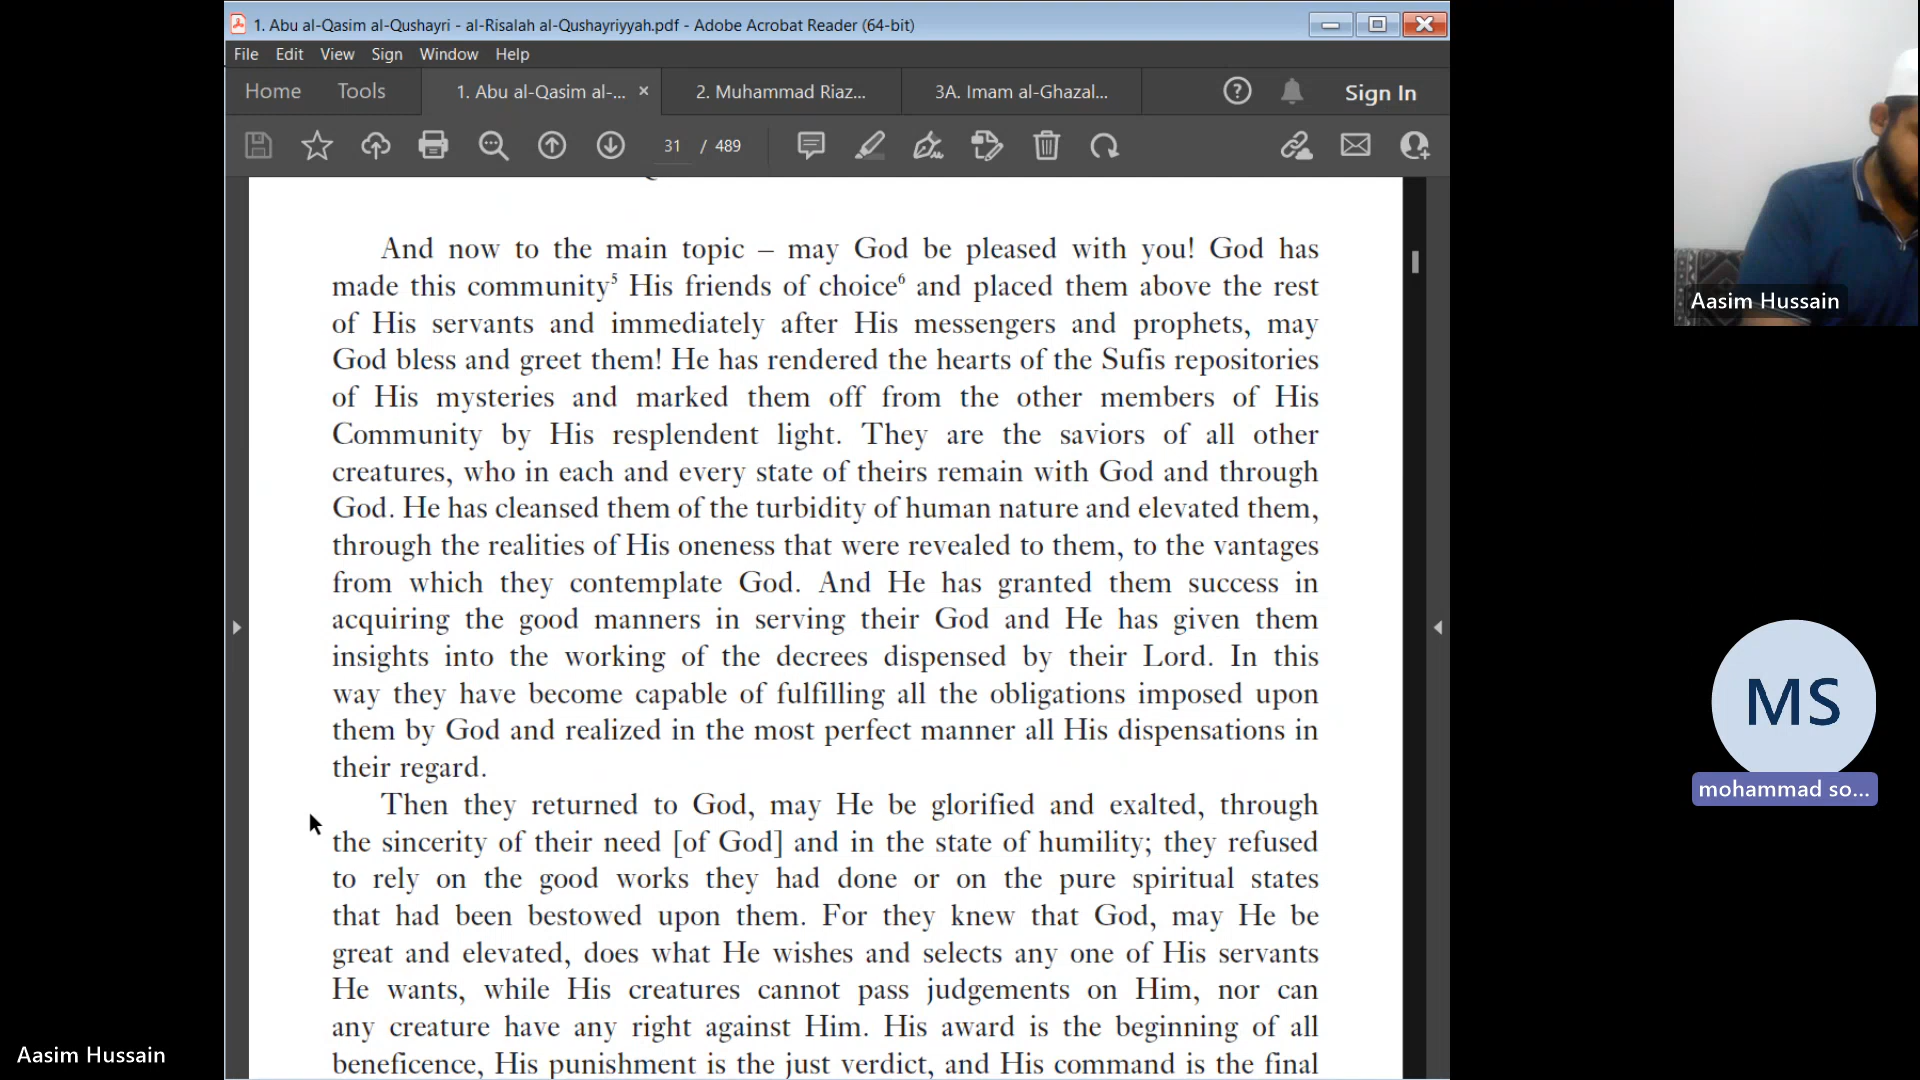 1. Abu al-Qasim al-Qushayri - al-Risalah al-Qushayriyyah.pdf - Adobe Acrobat Reader (64-bit)
File Edit View Sign Window Help
Home Tools 1. Abu al-Qasim al-... × 2. Muhammad Riaz... 3A. Imam al-Ghazal... Sign In
31 / 489
And now to the main topic – may God be pleased with you! God has
made this community5 His friends of choice6 and placed them above the rest
of His servants and immediately after His messengers and prophets, may
God bless and greet them! He has rendered the hearts of the Sufis repositories
of His mysteries and marked them off from the other members of His
Community by His resplendent light. They are the saviors of all other
creatures, who in each and every state of theirs remain with God and through
God. He has cleansed them of the turbidity of human nature and elevated them,
through the realities of His oneness that were revealed to them, to the vantages
from which they contemplate God. And He has granted them success in
acquiring the good manners in serving their God and He has given them
insights into the working of the decrees dispensed by their Lord. In this
way they have become capable of fulfilling all the obligations imposed upon
them by God and realized in the most perfect manner all His dispensations in
their regard.
Then they returned to God, may He be glorified and exalted, through
the sincerity of their need [of God] and in the state of humility; they refused
to rely on the good works they had done or on the pure spiritual states
that had been bestowed upon them. For they knew that God, may He be
great and elevated, does what He wishes and selects any one of His servants
He wants, while His creatures cannot pass judgements on Him, nor can
any creature have any right against Him. His award is the beginning of all
beneficence, His punishment is the just verdict, and His command is the final
Aasim Hussain
MS
mohammad so...
Aasim Hussain